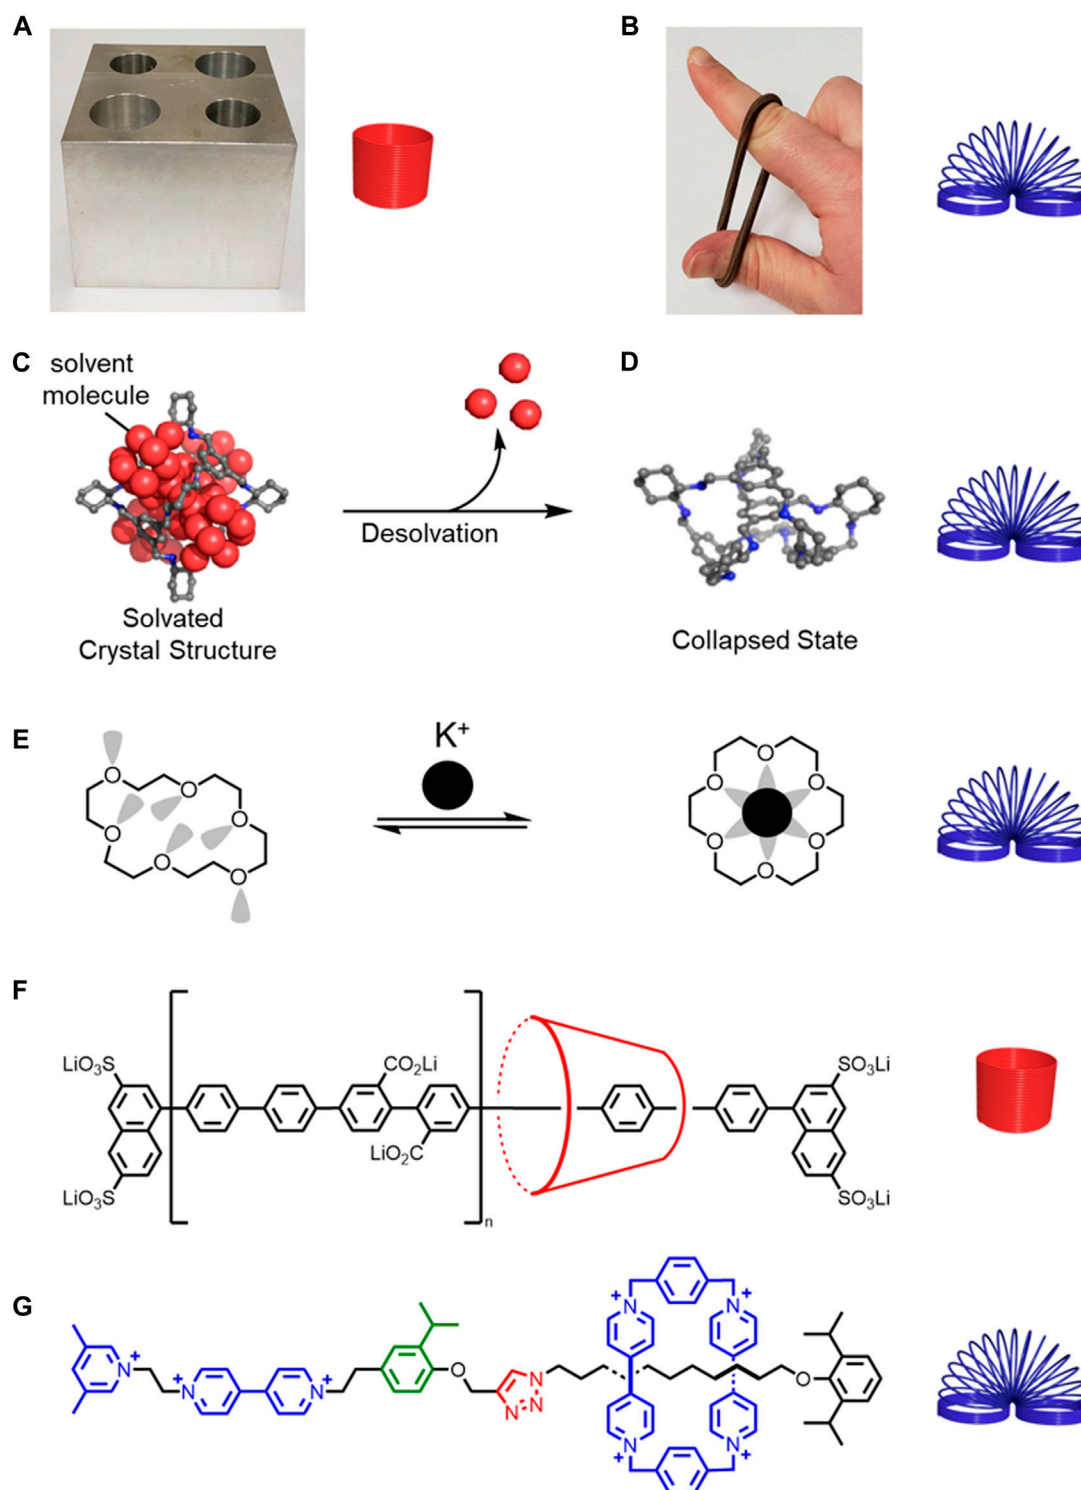 A
B
C
solvent
molecule
Desolvation
Solvated
Crystal Structure
D
Collapsed State
E
O
O
O
O
O
O
K+
O
O
O
O
O
O
F
LiO3S
LiO3S
CO2Li
LiO2C
n
SO3Li
SO3Li
G
N+
N+
N+
O
N
N
N
+N
N+
+N
N+
O